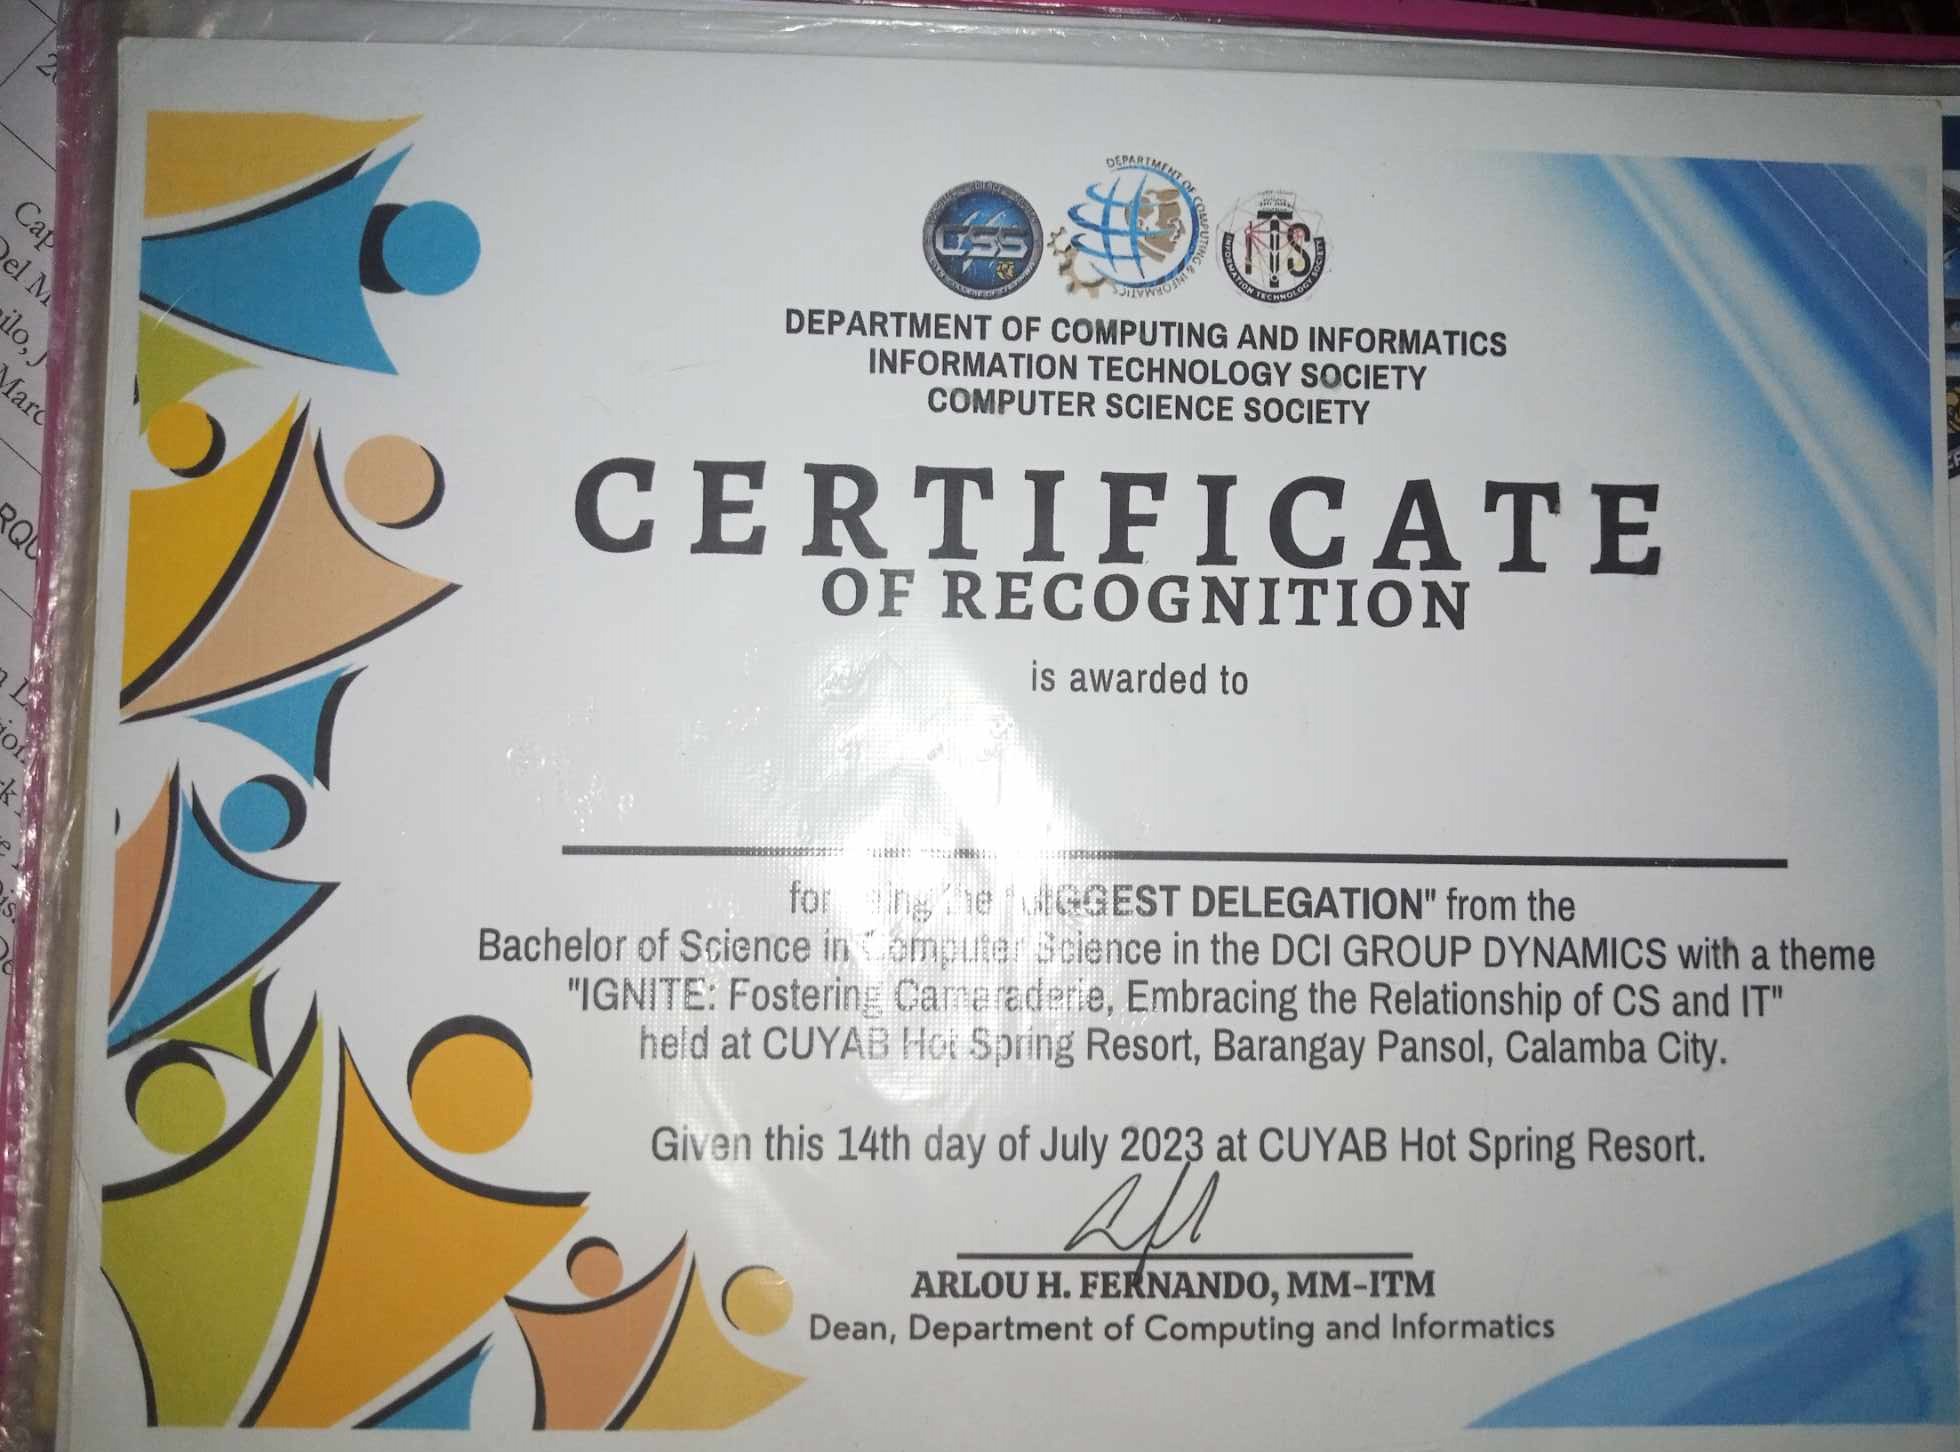 DEPARTMENT OF COMPUTING & INFORMATICS
CSS
ITS
INFORMATION TECHNOLOGY SOCIETY
DEPARTMENT OF COMPUTING AND INFORMATICS
INFORMATION TECHNOLOGY SOCIETY
COMPUTER SCIENCE SOCIETY
CERTIFICATE
OF RECOGNITION
is awarded to
for being the "BIGGEST DELEGATION" from the
Bachelor of Science in Computer Science in the DCI GROUP DYNAMICS with a theme
"IGNITE: Fostering Camaraderie, Embracing the Relationship of CS and IT"
held at CUYAB Hot Spring Resort, Barangay Pansol, Calamba City.
Given this 14th day of July 2023 at CUYAB Hot Spring Resort.
ARLOU H. FERNANDO, MM-ITM
Dean, Department of Computing and Informatics